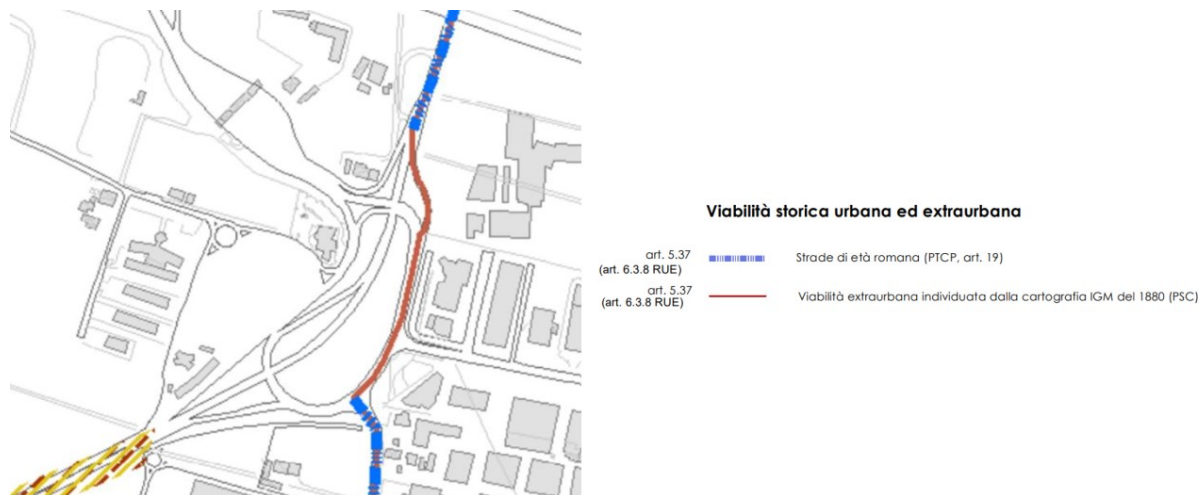 Viabilità storica urbana ed extraurbana
art. 5.37
(art. 6.3.8 RUE)
Strade di età romana (PTCP, art. 19)
art. 5.37
(art. 6.3.8 RUE)
Viabilità extraurbana individuata dalla cartografia IGM del 1880 (PSC)